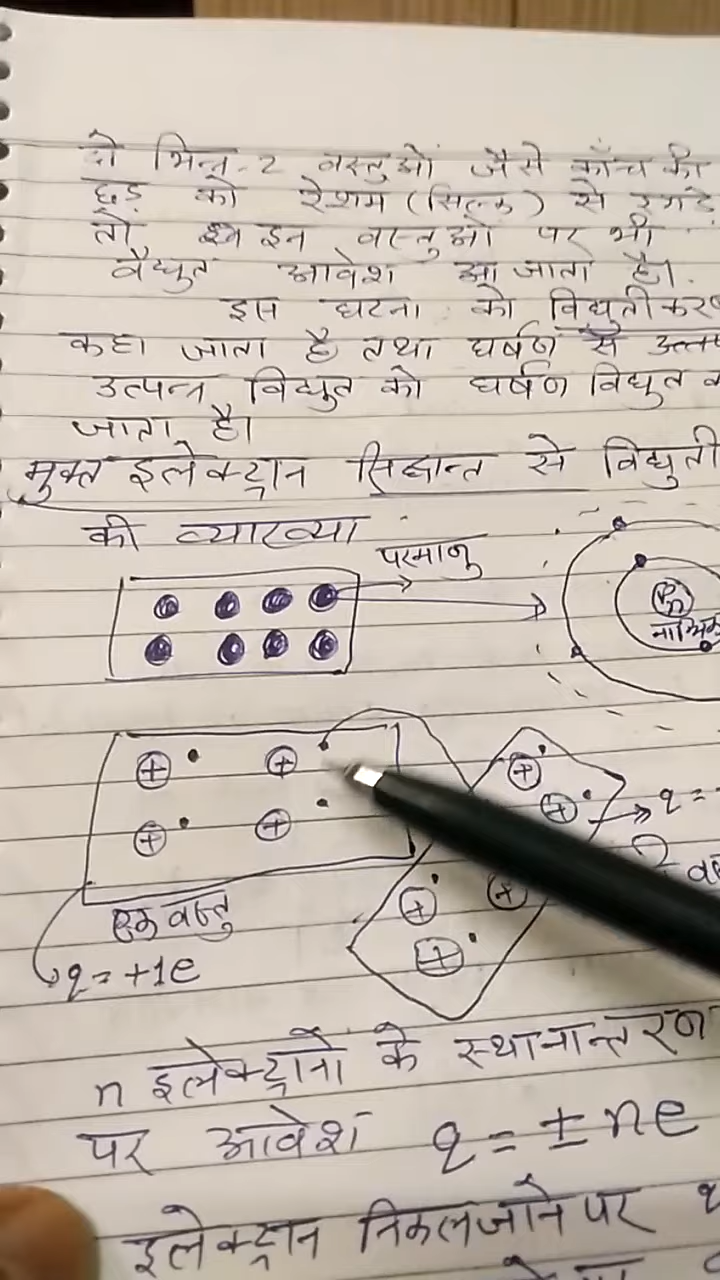 दो भिन्न-2 वस्तुओं जैसे काँच की
छड़ को रेशम (सिल्क) से रगड़े
तो इन वस्तुओ पर भी
वैद्युत आवेश आ जाता है।
इस घटना को विद्युतीकरण
कहा जाता है तथा घर्षण से
उत्पन्न विद्युत को घर्षण विद्युत
जाता है।
मुक्त इलेक्ट्रान सिद्धान्त से विद्युती
की व्याख्या
परमाणु
नाभिक
एक वस्तु
q = +1e
q =
n इलेक्ट्रानों के स्थानान्तरण
पर आवेश q = ± ne
इलेक्ट्रान निकलजाने पर q